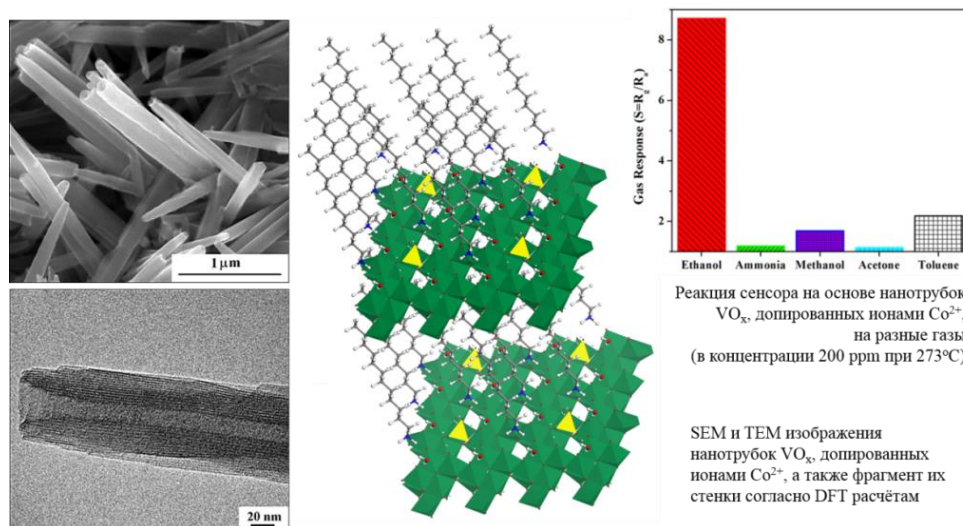 1 μm
20 nm
Gas Response (S=Rg/Ra)
8
6
4
2
Ethanol Ammonia Methanol Acetone Toluene
Реакция сенсора на основе нанотрубок
VOₓ, допированных ионами Co²⁺,
на разные газы
(в концентрации 200 ppm при 273°C)
SEM и TEM изображения
нанотрубок VOₓ, допированных
ионами Co²⁺, а также фрагмент их
стенки согласно DFT расчётам